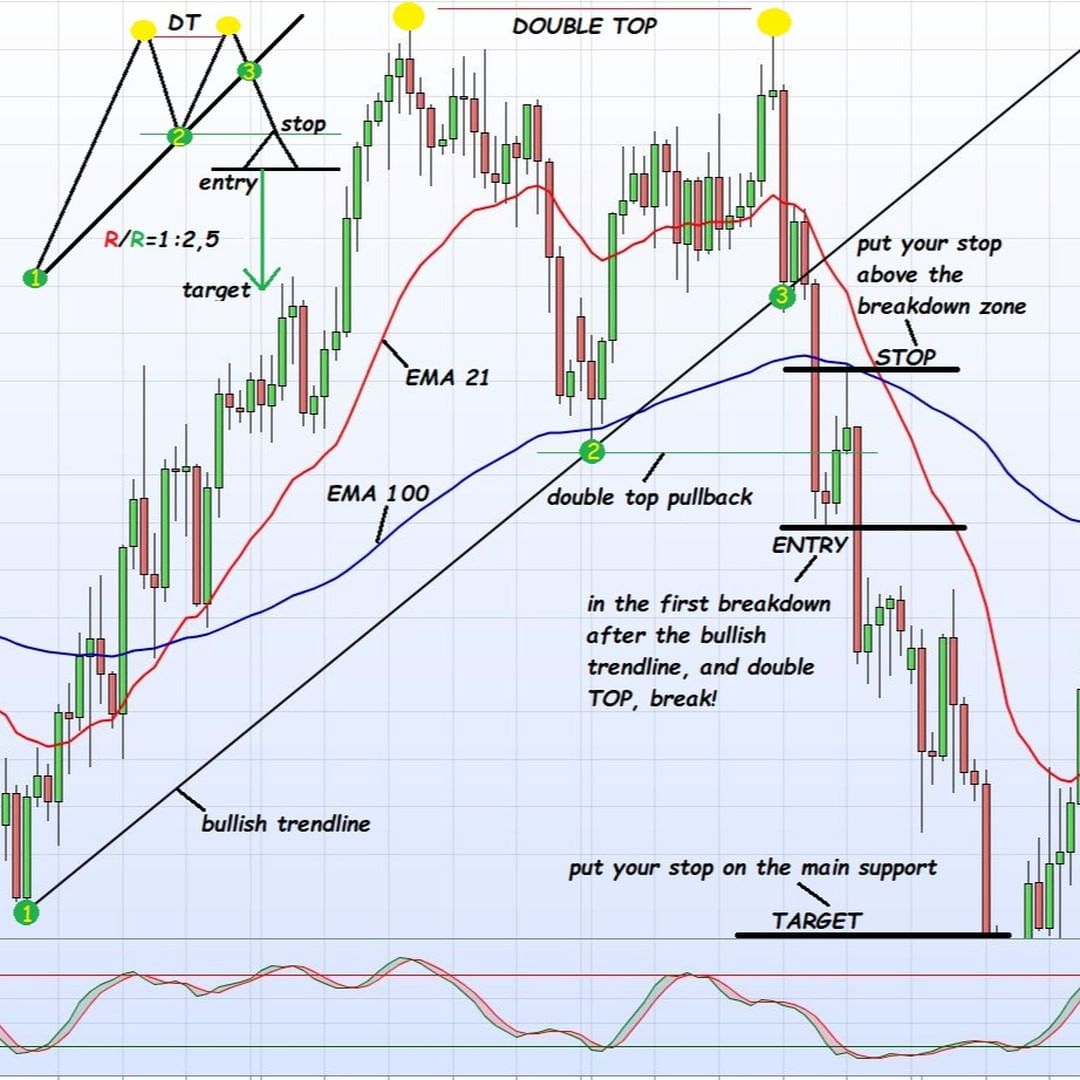 DT
DOUBLE TOP
3
2
stop
entry
R/R=1:2,5
1
target
put your stop
above the
breakdown zone
3
STOP
EMA 21
2
EMA 100
double top pullback
ENTRY
in the first breakdown
after the bullish
trendline, and double
TOP, break!
bullish trendline
put your stop on the main support
1
TARGET